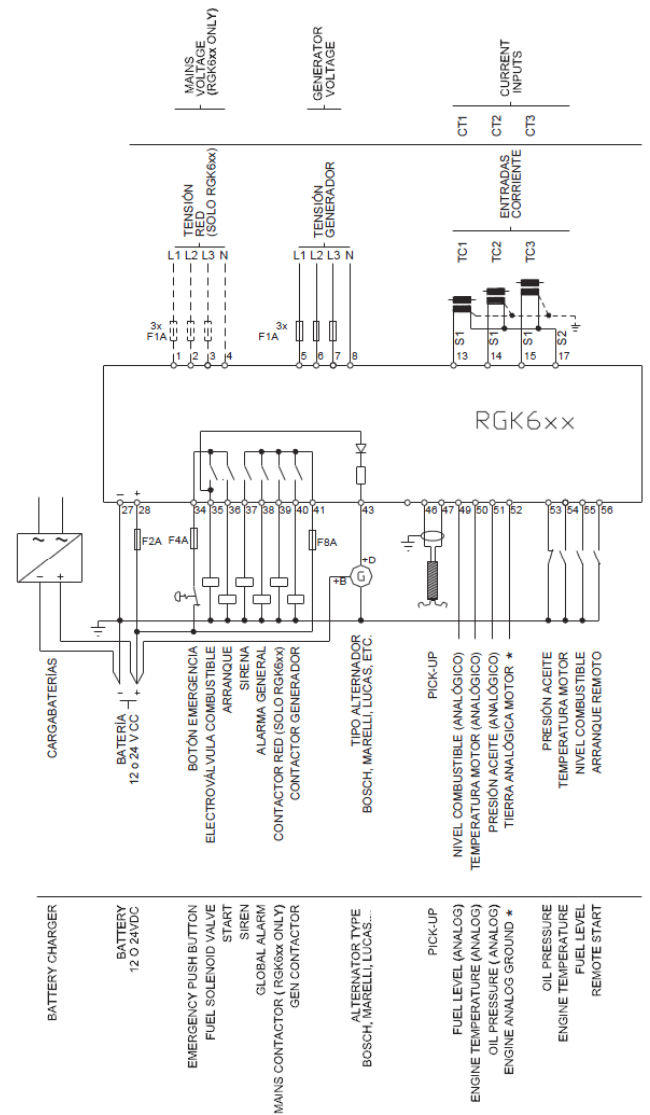 MAINS
VOLTAGE
(RGK6xx ONLY)
GENERATOR
VOLTAGE
CURRENT
INPUTS
CT1
CT2
CT3
TENSIÓN
RED
(SOLO RGK6xx)
TENSIÓN
GENERADOR
ENTRADAS
CORRIENTE
TC1
TC2
TC3
L1 L2 L3 N
L1 L2 L3 N
3x
F1A
3x
F1A
S1
S1
S1
S2
1 2 3 4
5 6 7 8
13 14 15 17
RGK6xx
− +
27 28
34 35 36 37 38 39 40 41
43
46 47 49 50 51 52
53 54 55 56
F2A
F4A
F8A
~ ~
− +
+D
+B
G
− +
CARGABATERÍAS
BATERÍA
12 o 24 V CC
BOTÓN EMERGENCIA
ELECTROVÁLVULA COMBUSTIBLE
ARRANQUE
SIRENA
ALARMA GENERAL
CONTACTOR RED (SOLO RGK6xx)
CONTACTOR GENERADOR
TIPO ALTERNADOR
BOSCH, MARELLI, LUCAS, ETC.
PICK-UP
NIVEL COMBUSTIBLE (ANALÓGICO)
TEMPERATURA MOTOR (ANALÓGICO)
PRESIÓN ACEITE (ANALÓGICO)
TIERRA ANALÓGICA MOTOR *
PRESIÓN ACEITE
TEMPERATURA MOTOR
NIVEL COMBUSTIBLE
ARRANQUE REMOTO
BATTERY CHARGER
BATTERY
12 O 24VDC
EMERGENCY PUSH BUTTON
FUEL SOLENOID VALVE
START
SIREN
GLOBAL ALARM
MAINS CONTACTOR ( RGK6xx ONLY)
GEN CONTACTOR
ALTERNATOR TYPE
BOSCH, MARELLI, LUCAS....
PICK-UP
FUEL LEVEL (ANALOG)
ENGINE TEMPERATURE (ANALOG)
OIL PRESSURE ( ANALOG)
ENGINE ANALOG GROUND *
OIL PRESSURE
ENGINE TEMPERATURE
FUEL LEVEL
REMOTE START